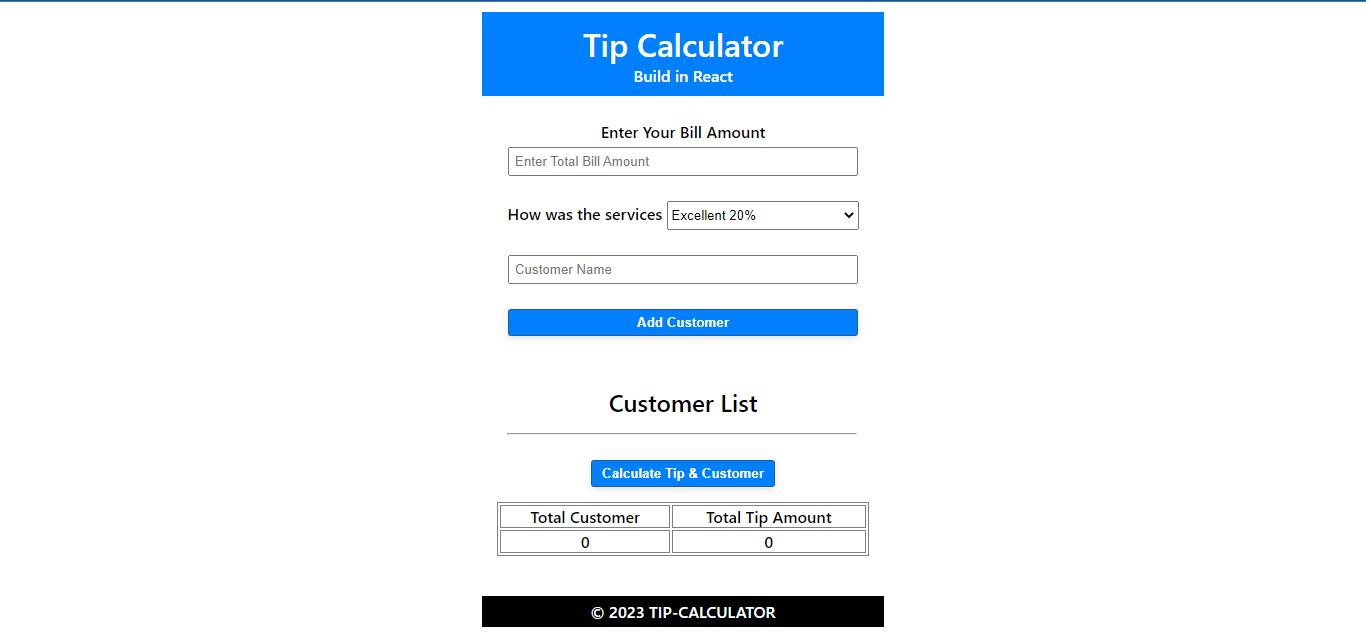 Tip Calculator
Build in React
Enter Your Bill Amount
Enter Total Bill Amount
How was the services Excellent 20%
Customer Name
Add Customer
Customer List
Calculate Tip & Customer
Total Customer Total Tip Amount
0 0
© 2023 TIP-CALCULATOR